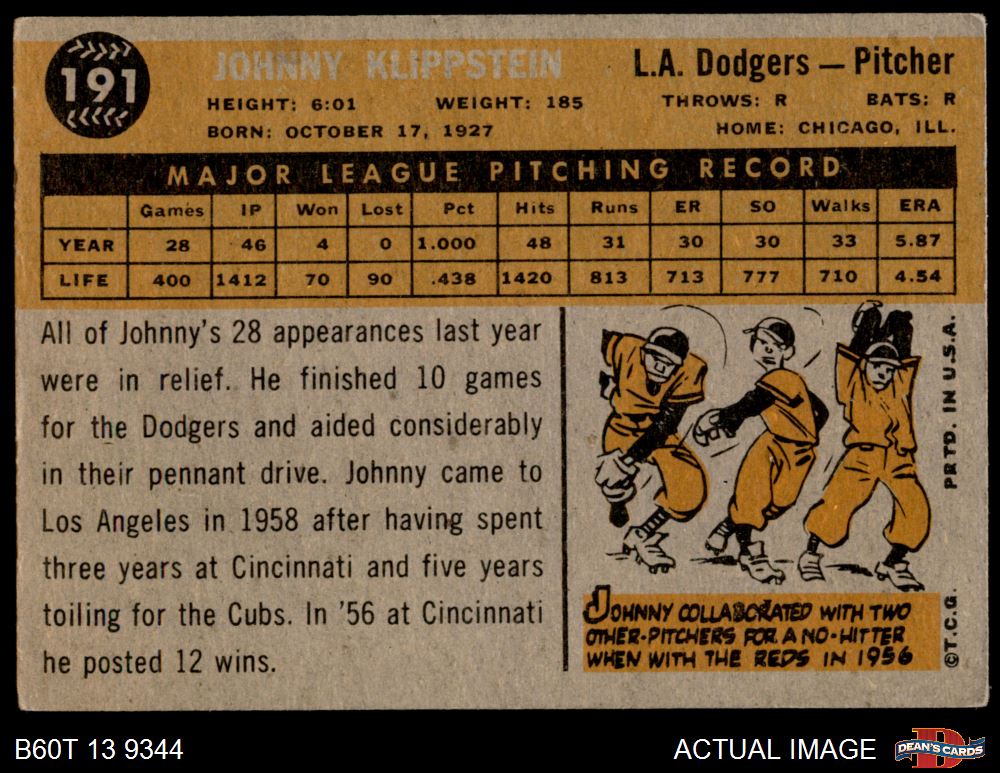 191
JOHNNY KLIPPSTEIN
L.A. Dodgers — Pitcher
HEIGHT: 6:01 WEIGHT: 185 THROWS: R BATS: R
BORN: OCTOBER 17, 1927 HOME: CHICAGO, ILL.
MAJOR LEAGUE PITCHING RECORD
Games IP Won Lost Pct Hits Runs ER SO Walks ERA
YEAR 28 46 4 0 1.000 48 31 30 30 33 5.87
LIFE 400 1412 70 90 .438 1420 813 713 777 710 4.54
All of Johnny's 28 appearances last year
were in relief. He finished 10 games
for the Dodgers and aided considerably
in their pennant drive. Johnny came to
Los Angeles in 1958 after having spent
three years at Cincinnati and five years
toiling for the Cubs. In '56 at Cincinnati
he posted 12 wins.
JOHNNY COLLABORATED WITH TWO
OTHER-PITCHERS FOR A NO-HITTER
WHEN WITH THE REDS IN 1956
©T.C.G. PRTD. IN U.S.A.
B60T 13 9344
ACTUAL IMAGE
D
DEAN'S CARDS